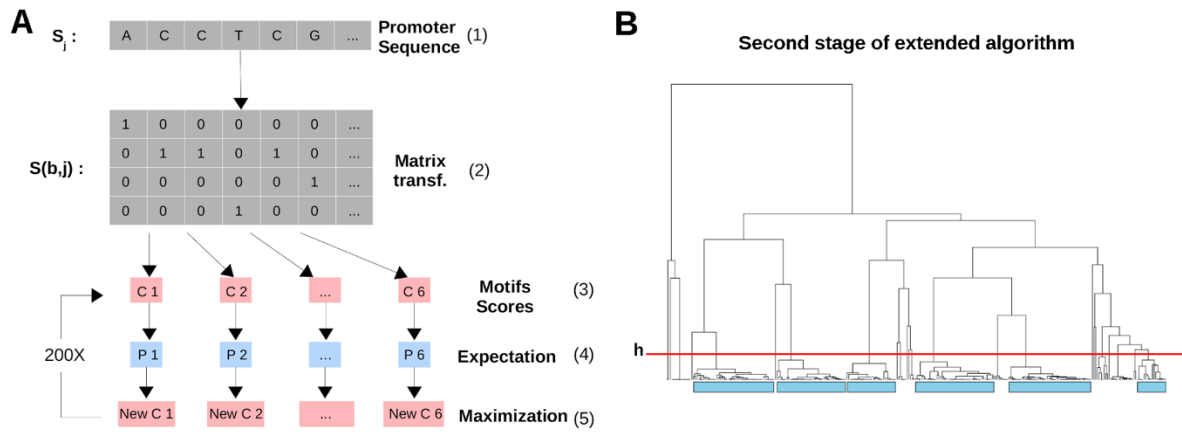 A
S j :
A C C T C G ...
Promoter
Sequence
(1)
1 0 0 0 0 0 ...
0 1 1 0 1 0 ...
0 0 0 0 0 1 ...
0 0 0 1 0 0 ...
S(b,j) :
Matrix
transf.
(2)
C 1 C 2 ... C 6
Motifs
Scores
(3)
200X
P 1 P 2 ... P 6
Expectation (4)
New C 1 New C 2 ... New C 6
Maximization (5)
B
Second stage of extended algorithm
h